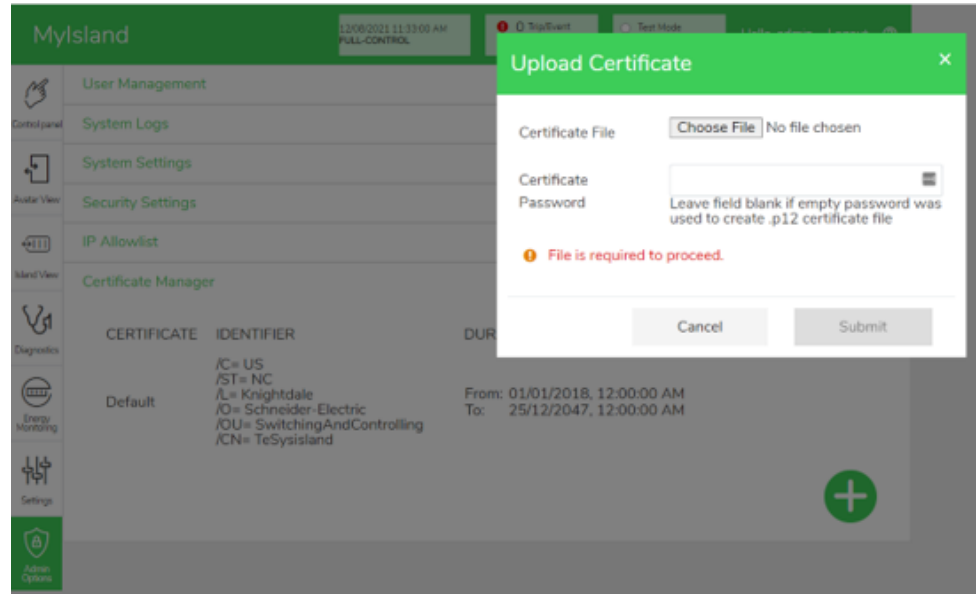 MyIsland
12/08/2021 11:33:00 AM
FULL-CONTROL
0 Trip/Event
Test Mode
Upload Certificate
Certificate File
Choose File No file chosen
Certificate
Password
Leave field blank if empty password was
used to create .p12 certificate file
File is required to proceed.
Cancel
Submit
Control panel
Avatar View
Island View
Diagnostics
Energy
Monitoring
Settings
Admin
Options
User Management
System Logs
System Settings
Security Settings
IP Allowlist
Certificate Manager
CERTIFICATE IDENTIFIER DUR
Default
/C= US
/ST= NC
/L= Knightdale
/O= Schneider-Electric
/OU= SwitchingAndControlling
/CN= TeSysisland
From: 01/01/2018, 12:00:00 AM
To: 25/12/2047, 12:00:00 AM